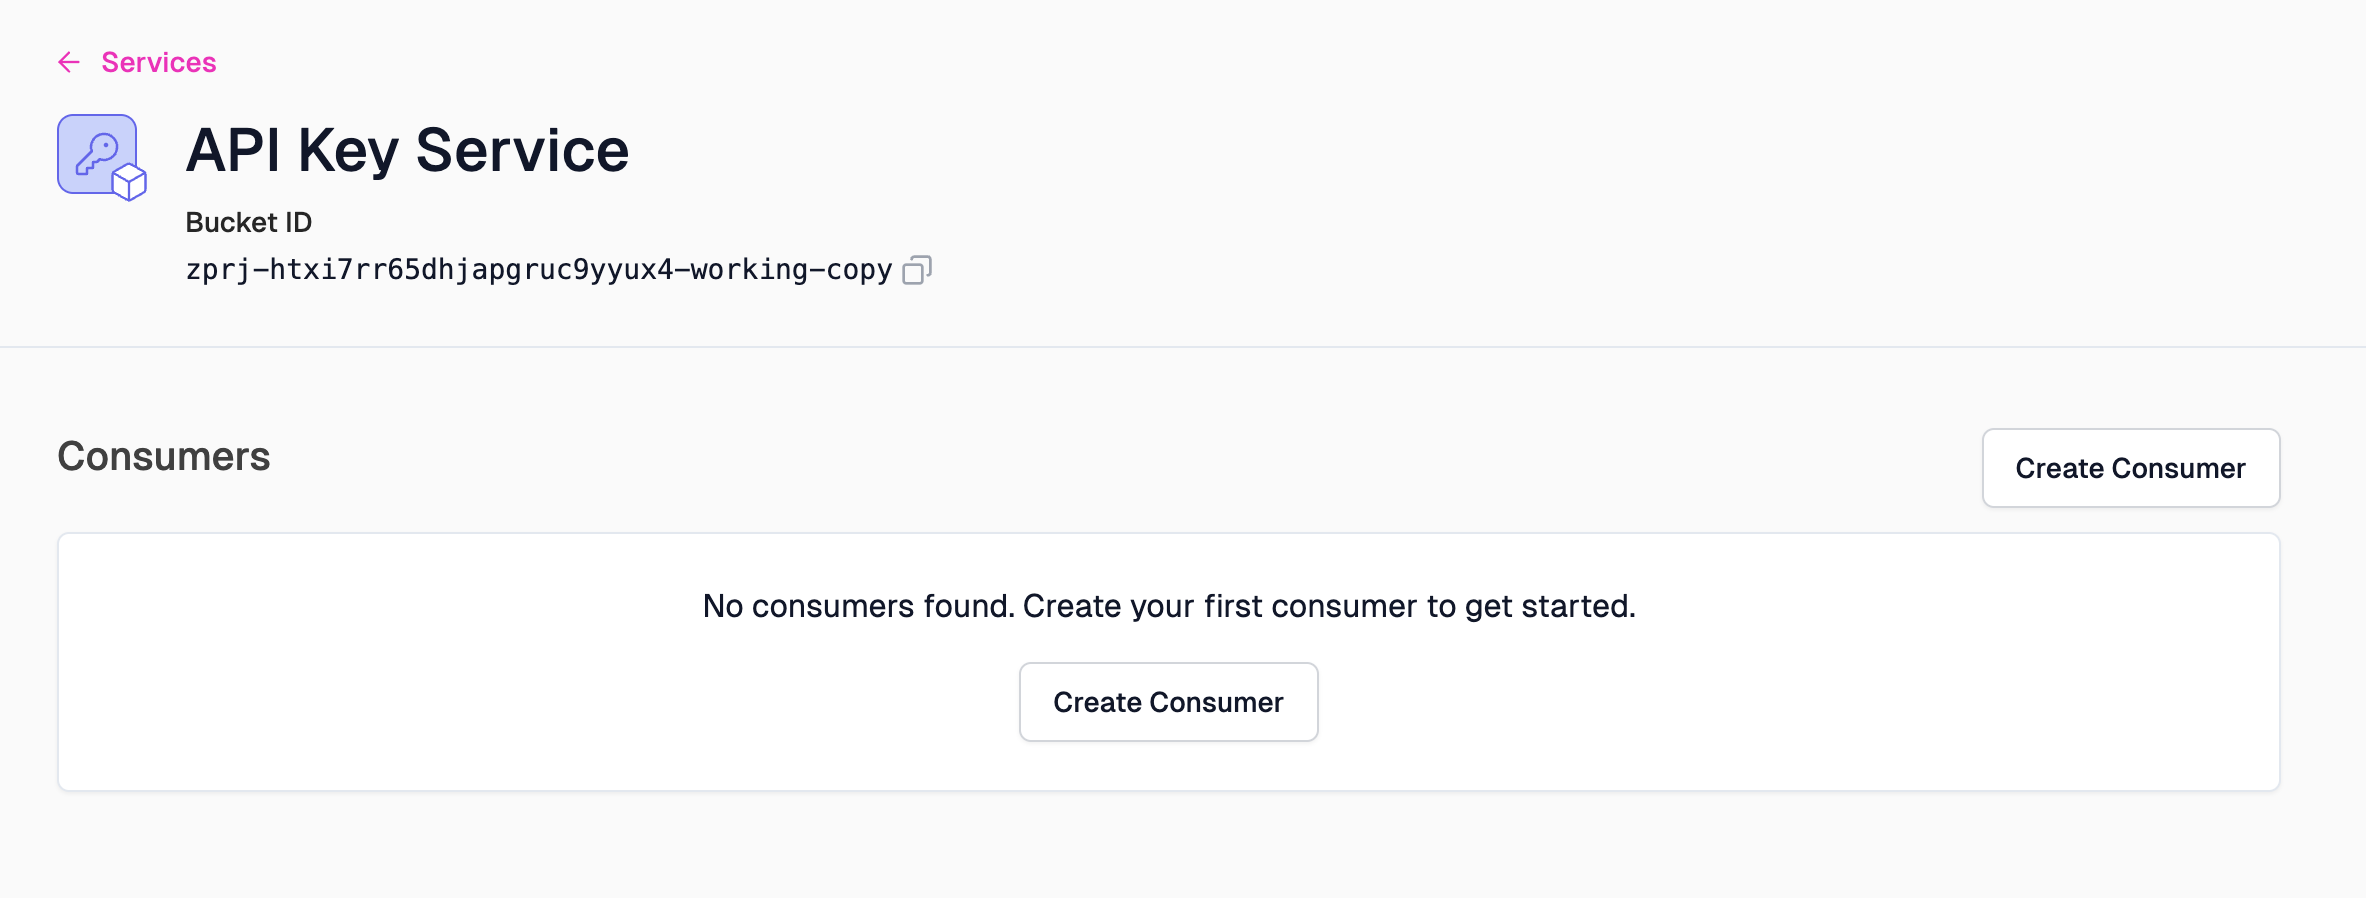 Services
API Key Service
Bucket ID
zprj-htxi7rr65dhjapgruc9yyux4-working-copy
Consumers
Create Consumer
No consumers found. Create your first consumer to get started.
Create Consumer